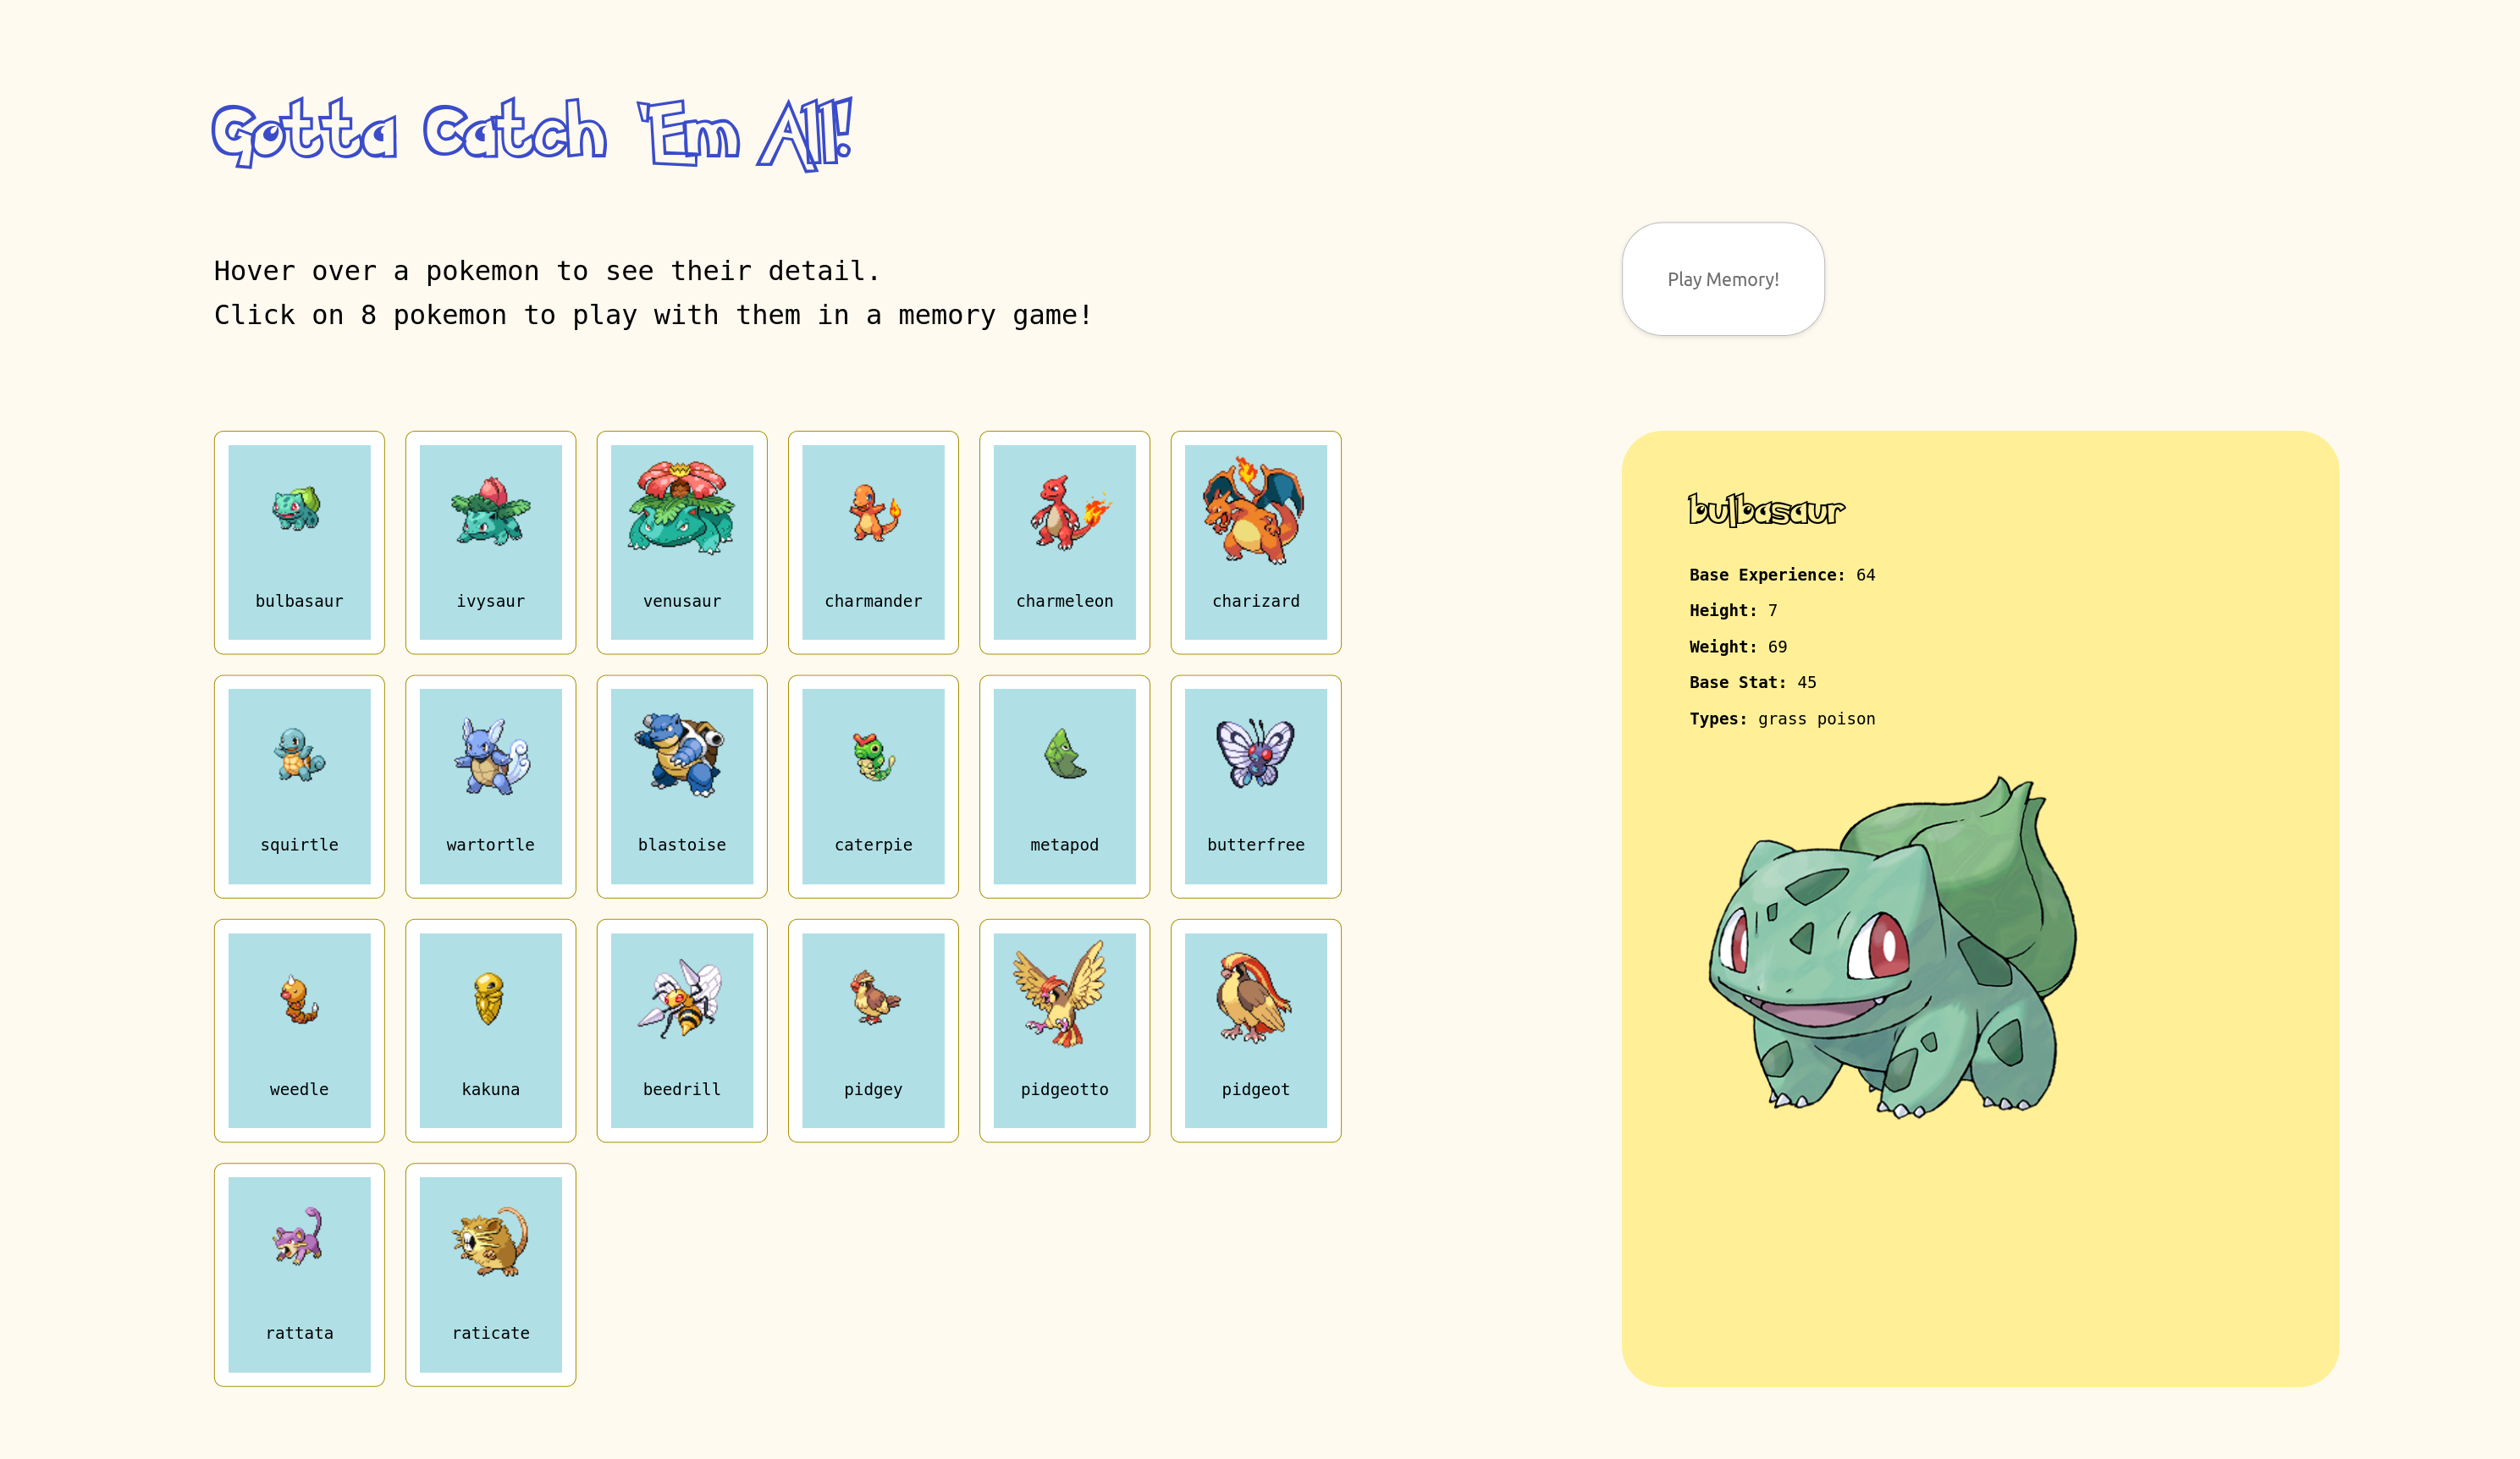 Gotta Catch 'Em All!
Hover over a pokemon to see their detail.
Click on 8 pokemon to play with them in a memory game!
Play Memory!
bulbasaur
ivysaur
venusaur
charmander
charmeleon
charizard
squirtle
wartortle
blastoise
caterpie
metapod
butterfree
weedle
kakuna
beedrill
pidgey
pidgeotto
pidgeot
rattata
raticate
bulbasaur
Base Experience: 64
Height: 7
Weight: 69
Base Stat: 45
Types: grass poison